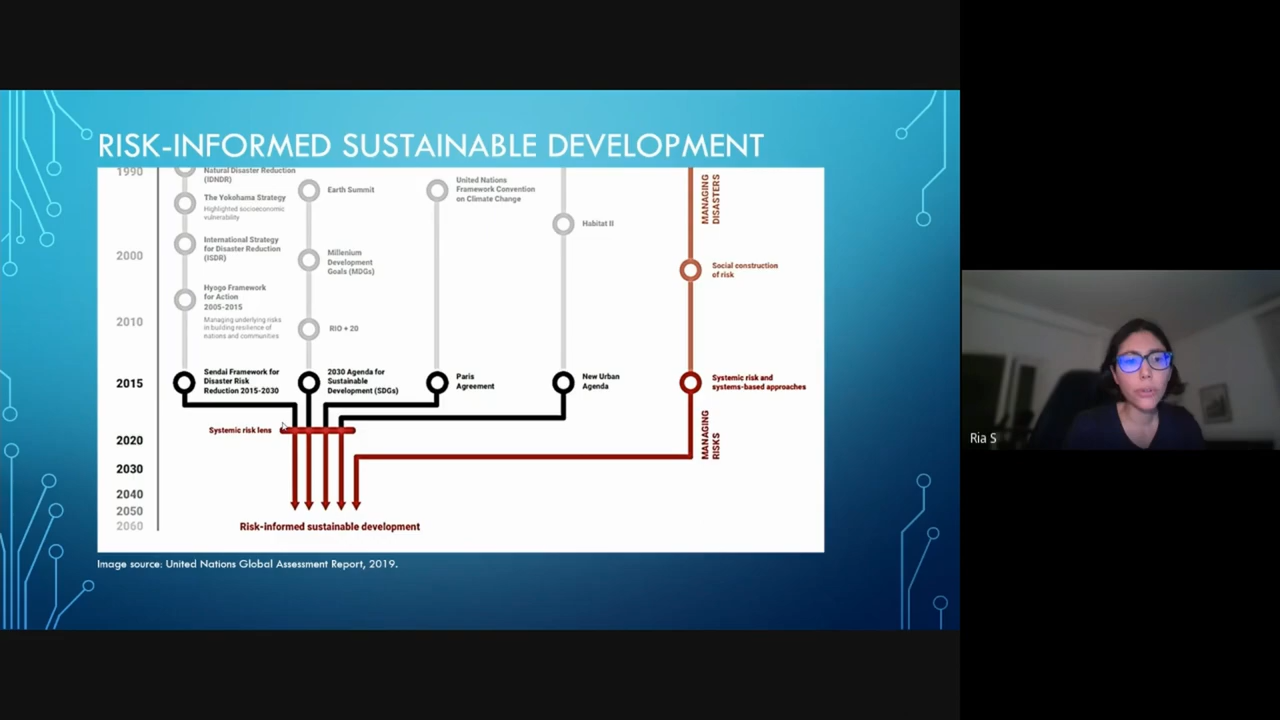 RISK-INFORMED SUSTAINABLE DEVELOPMENT
1990
Natural Disaster Reduction
(IDNDR)
The Yokohama Strategy
Highlighted socioeconomic
vulnerability
International Strategy
for Disaster Reduction
(ISDR)
Hyogo Framework
for Action
2005-2015
Managing underlying risks
in building resilience of
nations and communities
Earth Summit
Millenium
Development
Goals (MDGs)
RIO + 20
United Nations
Framework Convention
on Climate Change
Habitat II
MANAGING
DISASTERS
Social construction
of risk
2000
2010
2015
Sendai Framework for
Disaster Risk
Reduction 2015-2030
2030 Agenda for
Sustainable
Development (SDGs)
Paris
Agreement
New Urban
Agenda
Systemic risk and
systems-based approaches
MANAGING
RISKS
Systemic risk lens
2020
2030
2040
2050
2060
Risk-informed sustainable development
Image source: United Nations Global Assessment Report, 2019.
Ria S